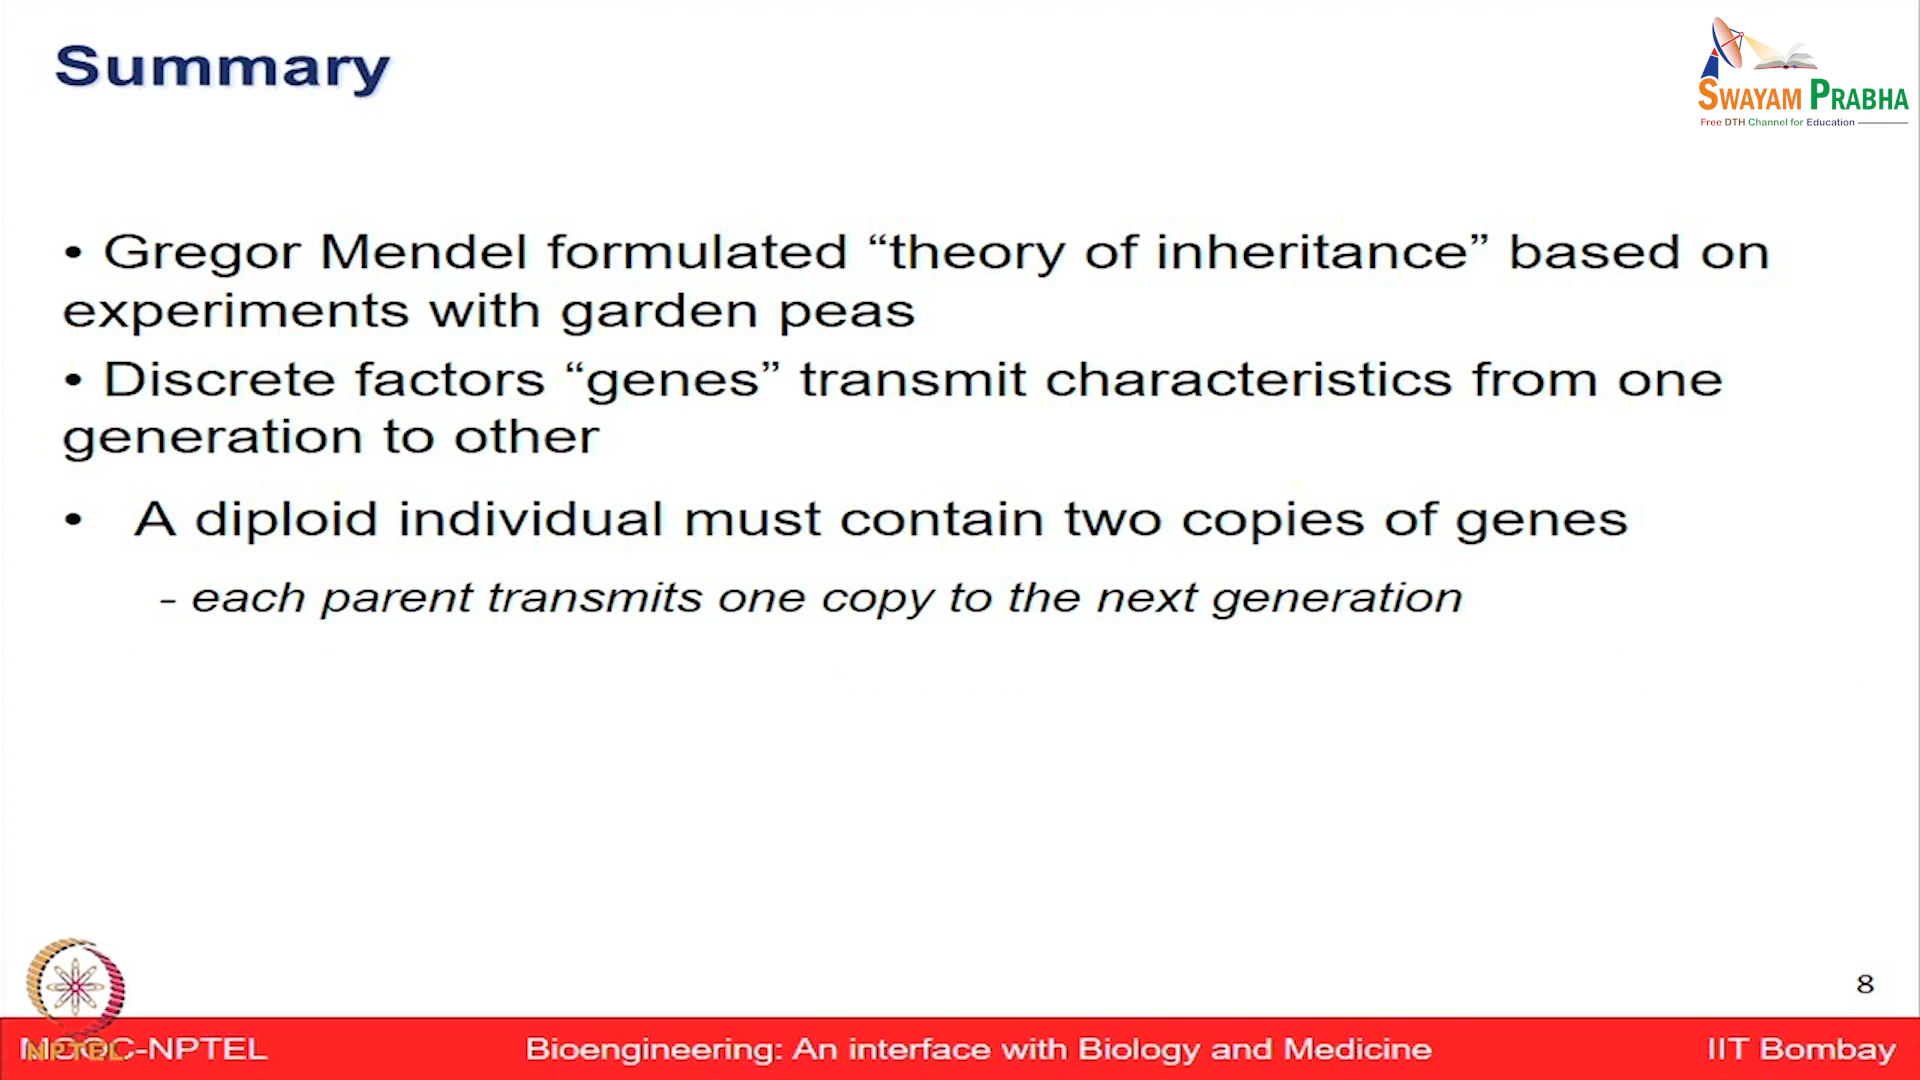 Summary
SWAYAM PRABHA
Free DTH Channel for Education
• Gregor Mendel formulated “theory of inheritance” based on
experiments with garden peas
• Discrete factors “genes” transmit characteristics from one
generation to other
• A diploid individual must contain two copies of genes
- each parent transmits one copy to the next generation
8
MOOC-NPTEL
NPTEL
Bioengineering: An interface with Biology and Medicine
IIT Bombay